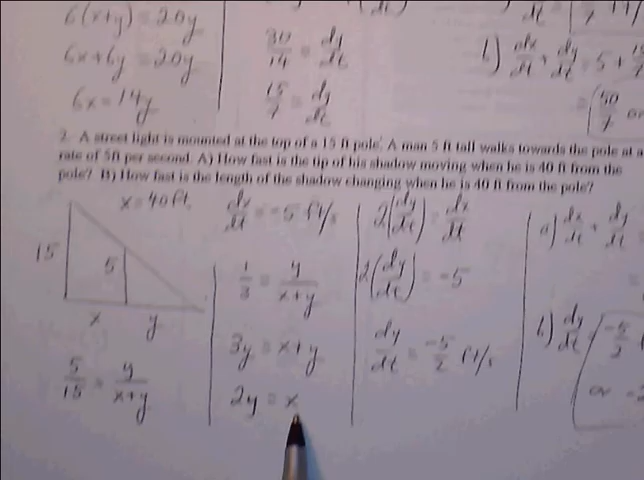 6(x+y) = 20y
6x+6y = 20y
6x = 14y
30/14 = dy/dt
15/7 = dy/dt
dt
b) dx/dt + dy/dt = 5 +
50/7 or
2. A street light is mounted at the top of a 15 ft pole. A man 5 ft tall walks towards the pole at a
rate of 5ft per second. A) How fast is the tip of his shadow moving when he is 40 ft from the
pole? B) How fast is the length of the shadow changing when he is 40 ft from the pole?
x = 40 ft.
15
5
x
y
5/15 = y/(x+y)
dx/dt = -5 ft/s
1/3 = y/(x+y)
3y = x+y
2y = x
2(dy/dt) = dx/dt
2(dy/dt) = -5
dy/dt = -5/2 ft/s
a) dx/dt + dy/dt
=
b) dy/dt
-5/2
or -2